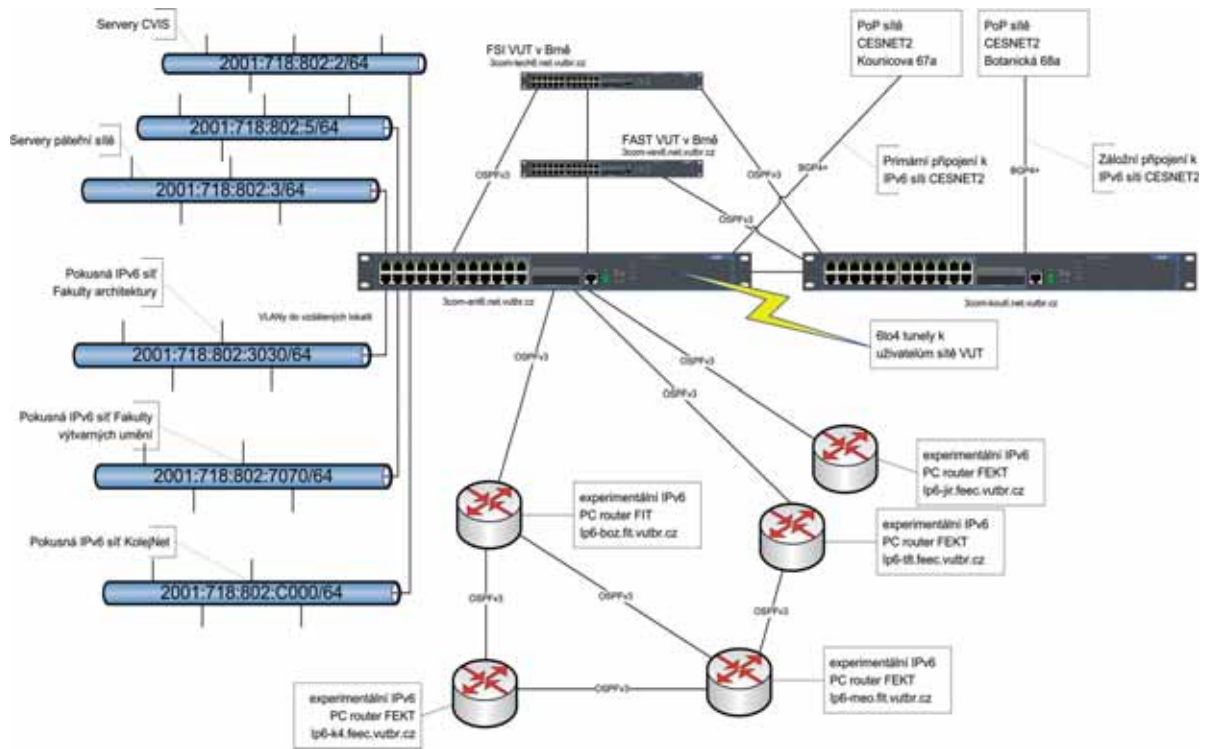 Servery CVIS
2001:718:802:2/64
2001:718:802:5/64
Servery páteřní sítě
2001:718:802:3/64
Pokusná IPv6 síť
Fakulty architektury
VLANy do vzdálených lokalit
2001:718:802:3030/64
Pokusná IPv6 síť Fakulty
výtvarných umění
2001:718:802:7070/64
Pokusná IPv6 síť KolejNet
2001:718:802:C000/64
FSI VUT v Brně
3com-tech6.net.vutbr.cz
FAST VUT v Brně
3com-vev6.net.vutbr.cz
PoP sítě
CESNET2
Kounicova 67a
PoP sítě
CESNET2
Botanická 68a
Primární připojení k
IPv6 síti CESNET2
Záložní připojení k
IPv6 síti CESNET2
OSPFv3
OSPFv3
OSPFv3
BGP4+
BGP4+
3com-ant6.net.vutbr.cz
3com-kou6.net.vutbr.cz
6to4 tunely k
uživatelům sítě VUT
OSPFv3
OSPFv3
OSPFv3
experimentální IPv6
PC router FEKT
Ip6-jir.feec.vutbr.cz
experimentální IPv6
PC router FIT
Ip6-boz.fit.vutbr.cz
experimentální IPv6
PC router FEKT
Ip6-t8.feec.vutbr.cz
OSPFv3
OSPFv3
OSPFv3
OSPFv3
experimentální IPv6
PC router FEKT
Ip6-k4.feec.vutbr.cz
experimentální IPv6
PC router FEKT
Ip6-meo.fit.vutbr.cz